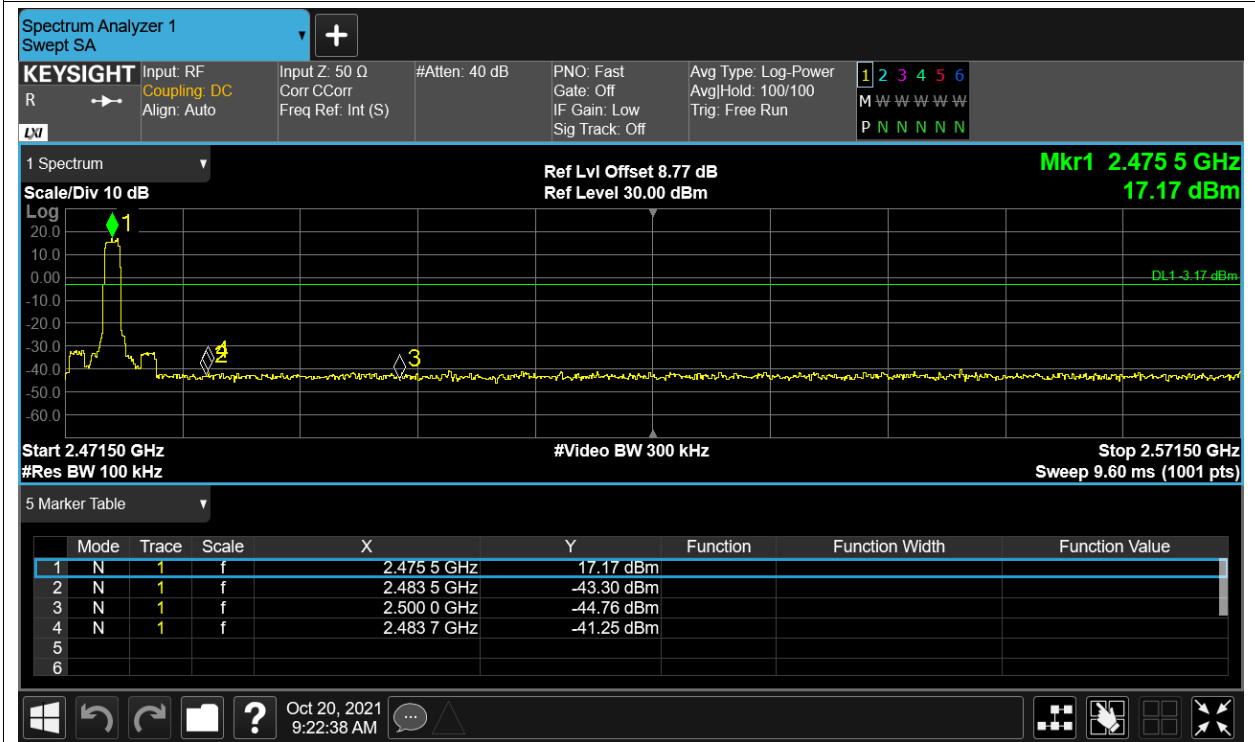 Spectrum Analyzer 1
Swept SA
+
KEYSIGHT Input: RF Input Z: 50 Ω #Atten: 40 dB PNO: Fast Avg Type: Log-Power 1 2 3 4 5 6
R Coupling: DC Corr CCorr Gate: Off Avg|Hold: 100/100 M W W W W W
Align: Auto Freq Ref: Int (S) IF Gain: Low Trig: Free Run
LXI Sig Track: Off P N N N N N
1 Spectrum Ref Lvl Offset 8.77 dB Mkr1 2.475 5 GHz
Scale/Div 10 dB Ref Level 30.00 dBm 17.17 dBm
Log
1
20.0
10.0
0.00 DL1 -3.17 dBm
-10.0
-20.0
-30.0
4
2 3
-40.0
-50.0
-60.0
Start 2.47150 GHz #Video BW 300 kHz Stop 2.57150 GHz
#Res BW 100 kHz Sweep 9.60 ms (1001 pts)
5 Marker Table
Mode Trace Scale X Y Function Function Width Function Value
1 N 1 f 2.475 5 GHz 17.17 dBm
2 N 1 f 2.483 5 GHz -43.30 dBm
3 N 1 f 2.500 0 GHz -44.76 dBm
4 N 1 f 2.483 7 GHz -41.25 dBm
5
6
? Oct 20, 2021
9:22:38 AM